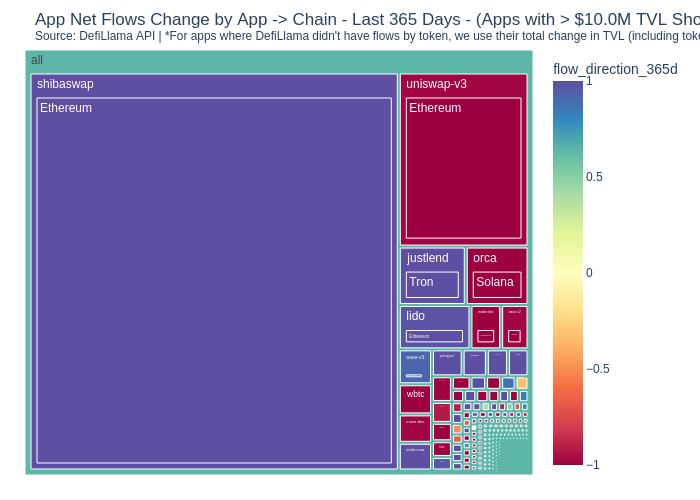 App Net Flows Change by App -> Chain - Last 365 Days - (Apps with > $10.0M TVL Sho
Source: DefiLlama API | *For apps where DefiLlama didn't have flows by token, we use their total change in TVL (including toke
all
shibaswap
Ethereum
uniswap-v3
Ethereum
justlend
Tron
orca
Solana
lido
Ethereum
aave-v3
wbtc
flow_direction_365d
1
0.5
0
−0.5
−1